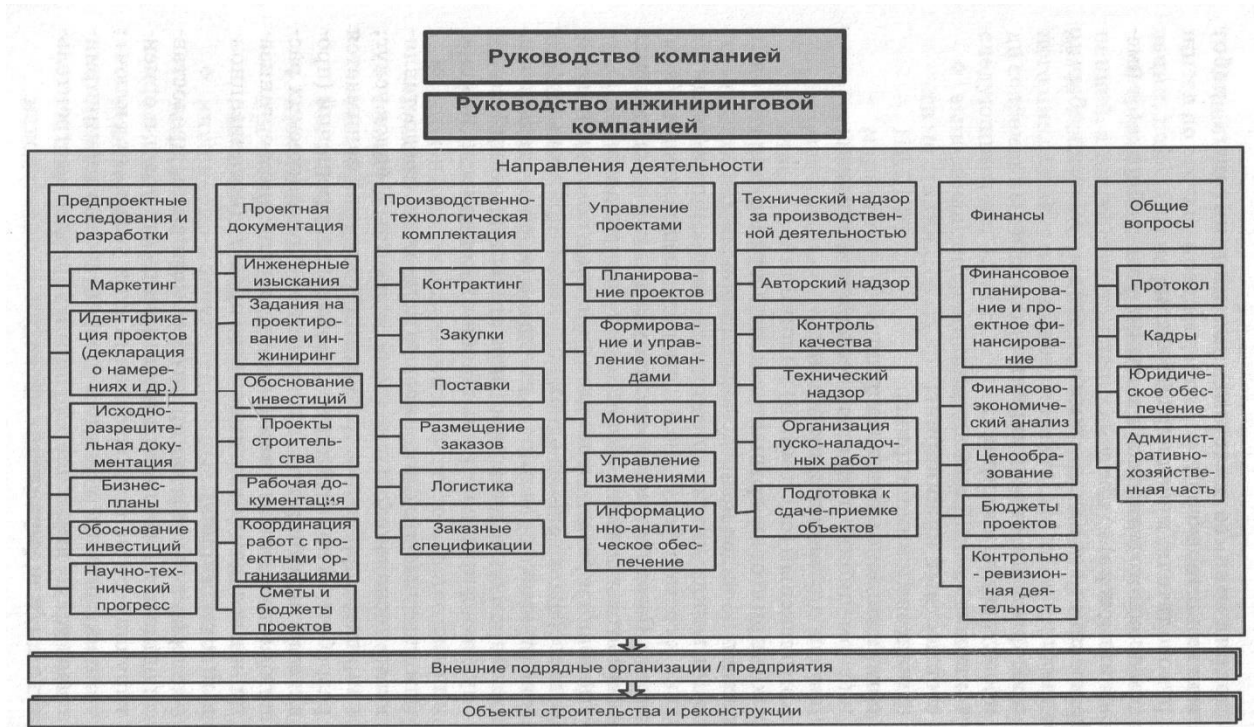 Руководство компанией
Руководство инжиниринговой
компанией
Направления деятельности
Предпроектные
исследования и
разработки
Маркетинг
Идентифика-
ция проектов
(декларация
о намере-
ниях и др.)
Исходно-
разрешитель-
ная доку-
ментация
Бизнес-
планы
Обоснование
инвестиций
Научно-тех-
нический
прогресс
Проектная
документация
Инженерные
изыскания
Задания на
проектиро-
вание и ин-
жиниринг
Обоснование
инвестиций
Проекты
строитель-
ства
Рабочая до-
кументация
Координация
работ с про-
ектными ор-
ганизациями
Сметы и
бюджеты
проектов
Производственно-
технологическая
комплектация
Контрактинг
Закупки
Поставки
Размещение
заказов
Логистика
Заказные
спецификации
Управление
проектами
Планирова-
ние проектов
Формирова-
ние и управ-
ление коман-
дами
Мониторинг
Управление
изменениями
Информацио
нно-аналити-
ческое обес-
печение
Технический надзор
за производствен-
ной деятельностью
Авторский надзор
Контроль
качества
Технический
надзор
Организация
пуско-наладоч-
ных работ
Подготовка к
сдаче-приемке
объектов
Финансы
Финансовое
планирова-
ние и про-
ектное фи-
нансирова-
ние
Финансово-
экономиче-
ский анализ
Ценообра-
зование
Бюджеты
проектов
Контрольно
- ревизион-
ная дея-
тельность
Общие
вопросы
Протокол
Кадры
Юридиче-
ское обес-
печение
Админист-
ративно-
хозяйстве-
нная часть
Внешние подрядные организации / предприятия
Объекты строительства и реконструкции